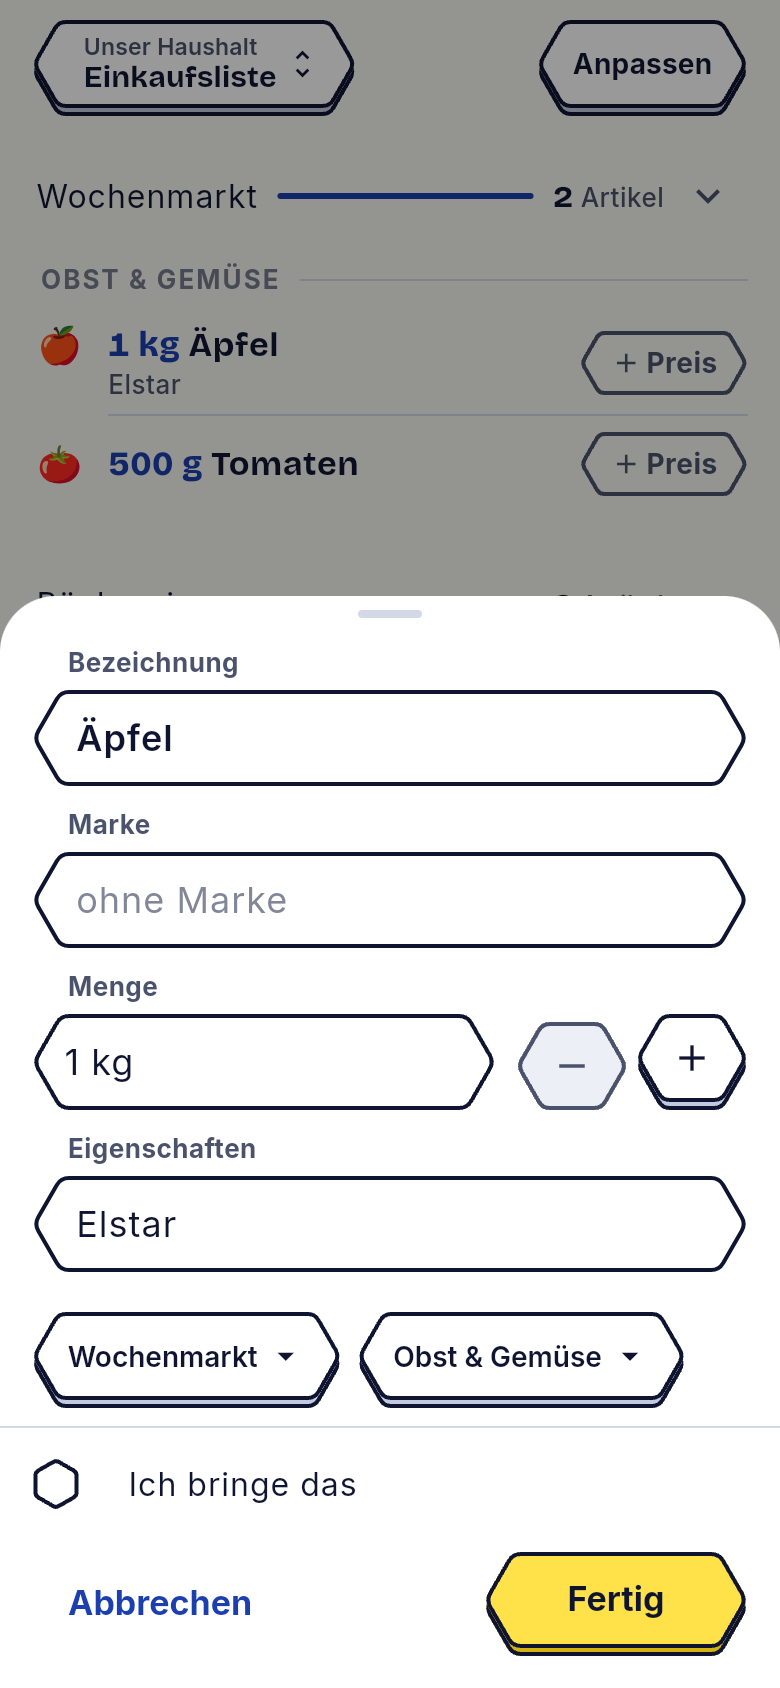 Unser Haushalt
Einkaufsliste
Anpassen
Wochenmarkt 2 Artikel
OBST & GEMÜSE
1 kg Äpfel
Elstar
+ Preis
500 g Tomaten
+ Preis
Bezeichnung
Äpfel
Marke
ohne Marke
Menge
1 kg
Eigenschaften
Elstar
Wochenmarkt
Obst & Gemüse
Ich bringe das
Abbrechen
Fertig